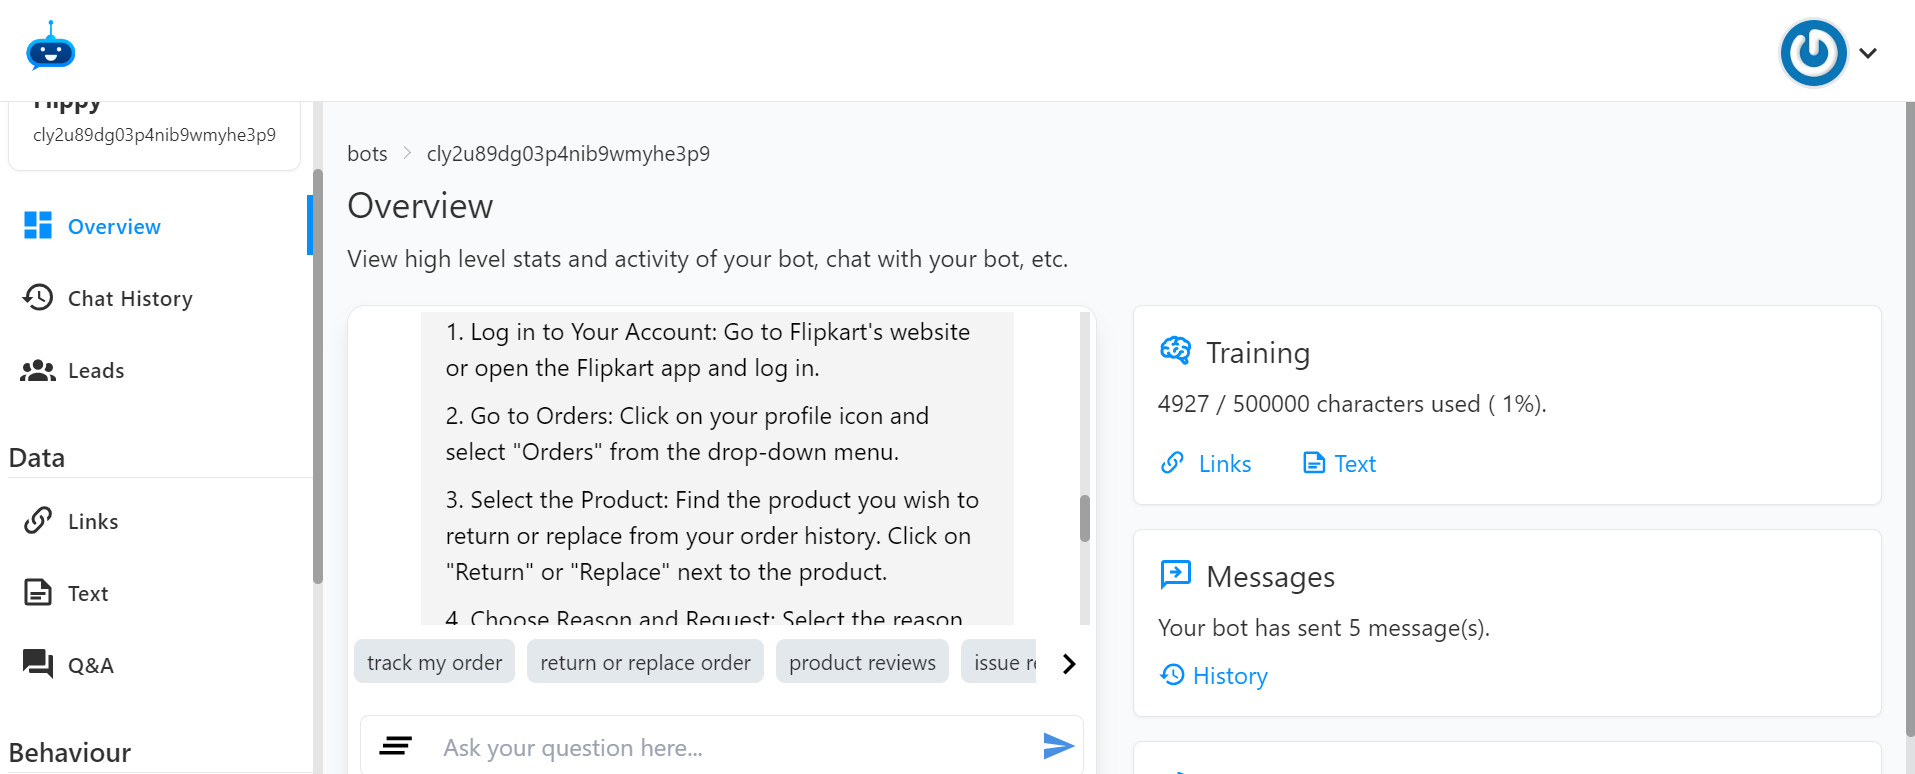 Flippy
cly2u89dg03p4nib9wmyhe3p9
Overview
Chat History
Leads
Data
Links
Text
Q&A
Behaviour
bots
cly2u89dg03p4nib9wmyhe3p9
Overview
View high level stats and activity of your bot, chat with your bot, etc.
1. Log in to Your Account: Go to Flipkart's website
or open the Flipkart app and log in.
2. Go to Orders: Click on your profile icon and
select "Orders" from the drop-down menu.
3. Select the Product: Find the product you wish to
return or replace from your order history. Click on
"Return" or "Replace" next to the product.
4. Choose Reason and Request: Select the reason
track my order
return or replace order
product reviews
issue
Ask your question here...
Training
4927 / 500000 characters used ( 1%).
Links
Text
Messages
Your bot has sent 5 message(s).
History